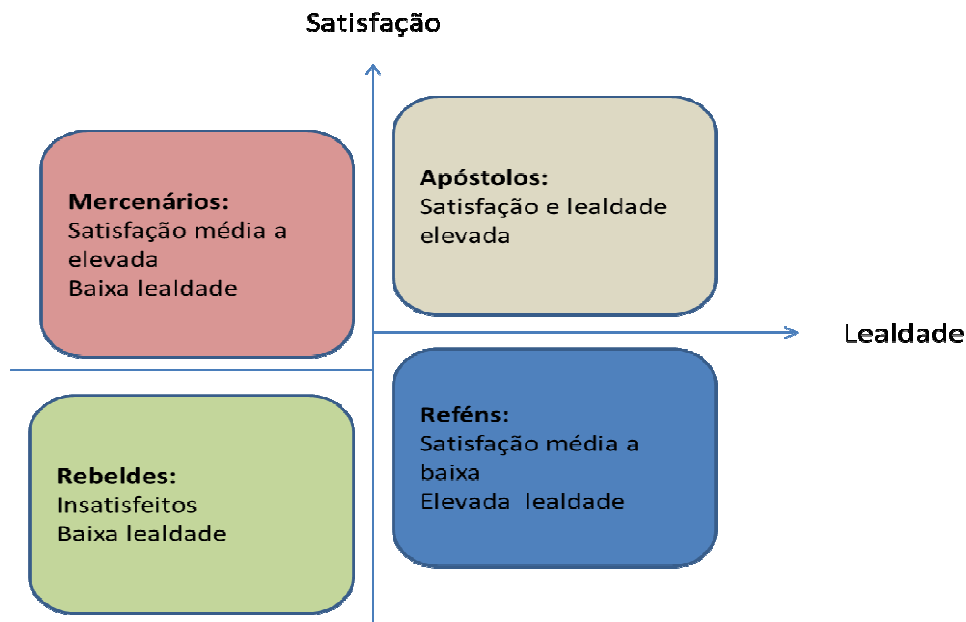 Satisfação
Mercenários:
Satisfação média a
elevada
Baixa lealdade
Apóstolos:
Satisfação e lealdade
elevada
Lealdade
Rebeldes:
Insatisfeitos
Baixa lealdade
Reféns:
Satisfação média a
baixa
Elevada lealdade